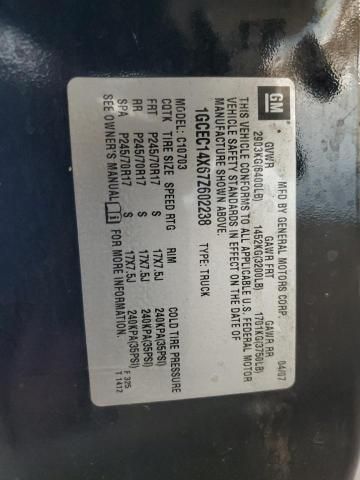 GM MFD BY GENERAL MOTORS CORP. 04/07
GVWR GAWR FRT GAWR RR
2903KG(6400LB) 1452KG(3200LB) 1701KG(3750LB)
THIS VEHICLE CONFORMS TO ALL APPLICABLE U.S. FEDERAL MOTOR
VEHICLE SAFETY STANDARDS IN EFFECT ON THE DATE OF
MANUFACTURE SHOWN ABOVE.
1GCEC14X67Z602238 TYPE: TRUCK
MODEL: C10703
CQTX TIRE SIZE SPEED RTG RIM COLD TIRE PRESSURE
FRT P245/70R17 S 17X7.5J 240KPA(35PSI)
RR P245/70R17 S 17X7.5J 240KPA(35PSI)
SPA P245/70R17 S 17X7.5J 240KPA(35PSI)
SEE OWNER'S MANUAL i F 325
T 1412